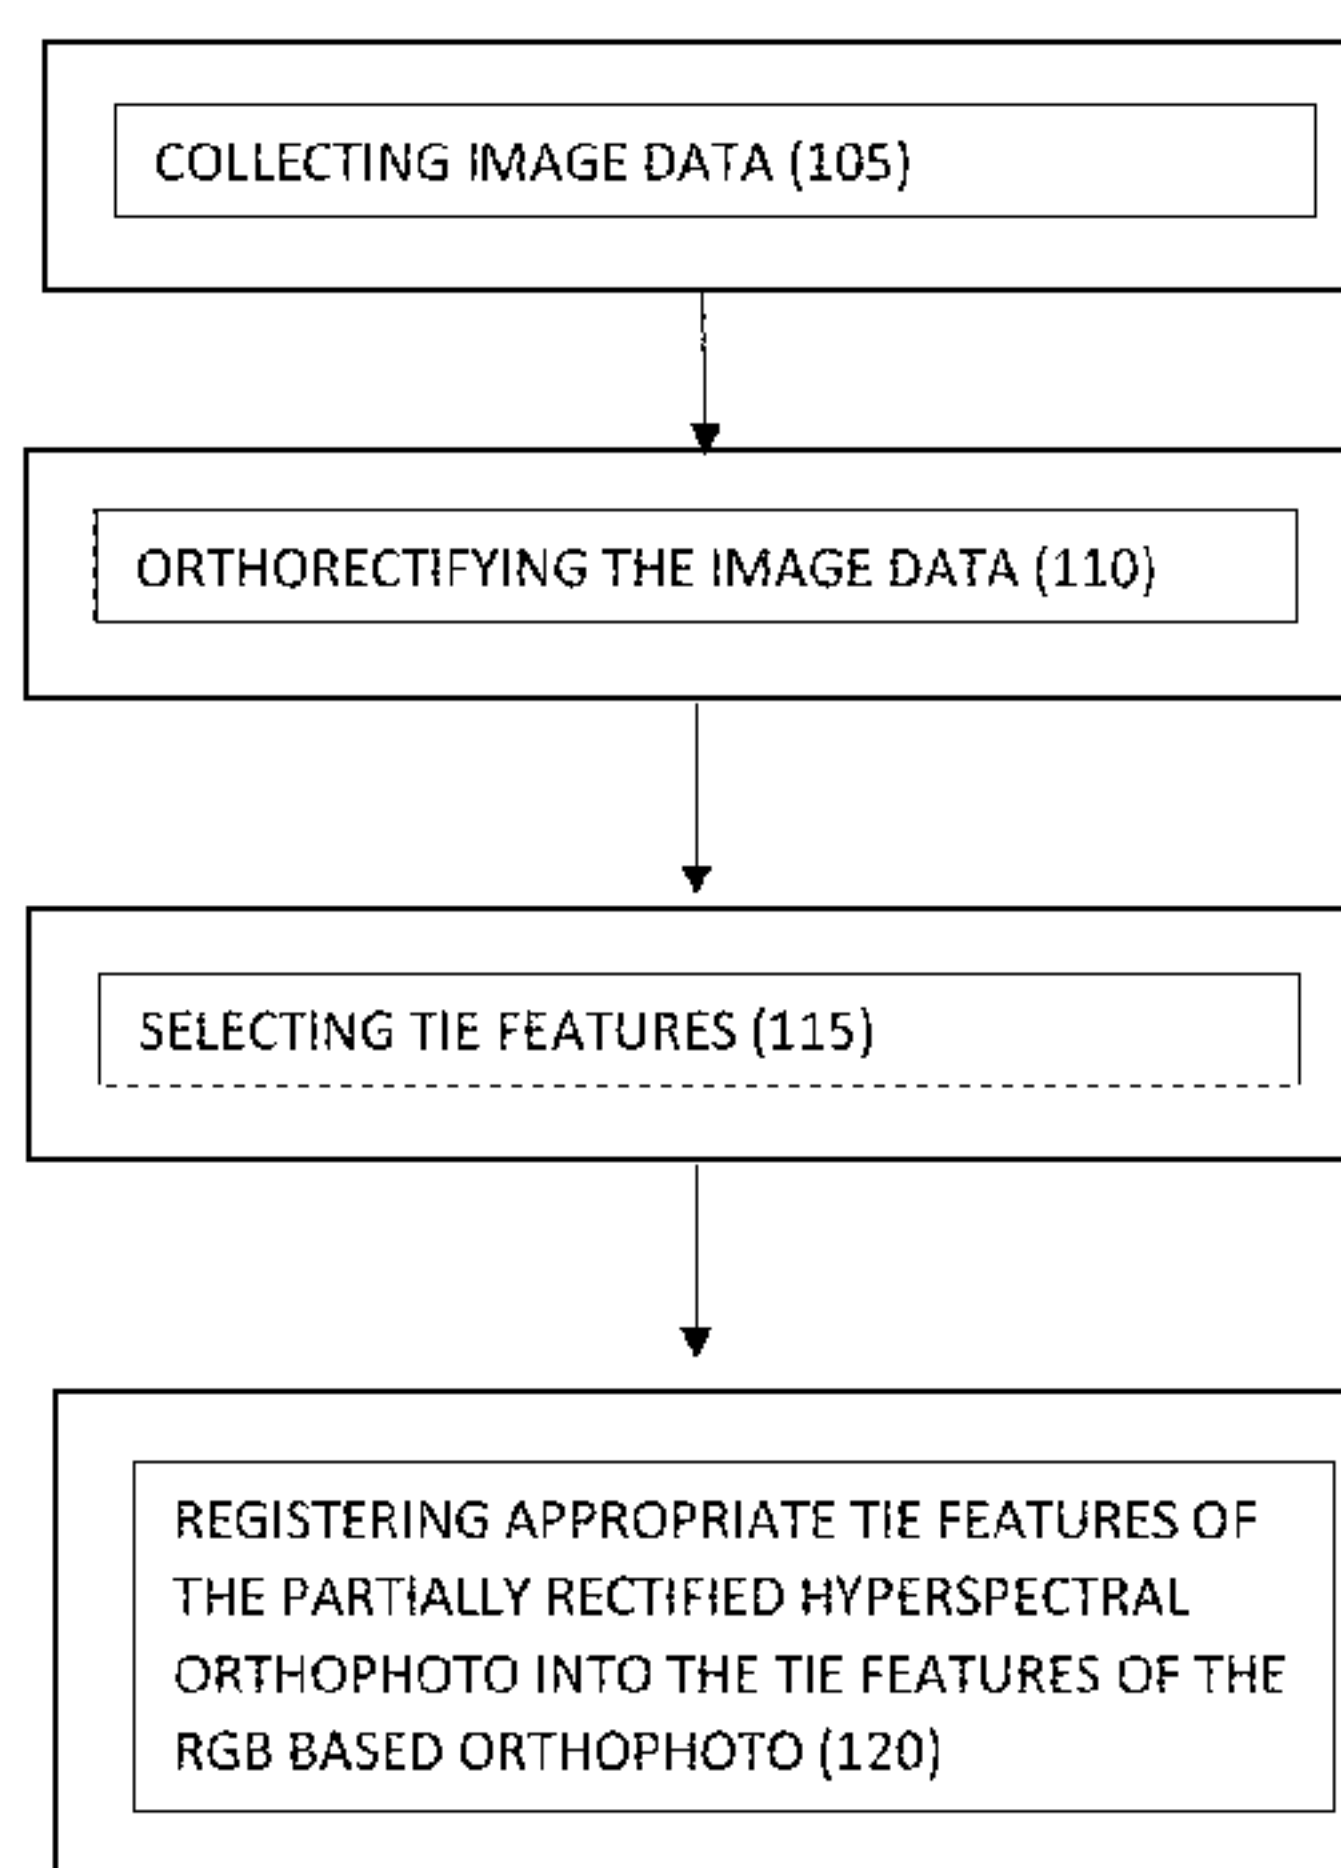 COLLECTING IMAGE DATA (105)
ORTHORECTIFYING THE IMAGE DATA (110)
SELECTING TIE FEATURES (115)
REGISTERING APPROPRIATE TIE FEATURES OF
THE PARTIALLY RECTIFIED HYPERSPECTRAL
ORTHOPHOTO INTO THE TIE FEATURES OF THE
RGB BASED ORTHOPHOTO (120)